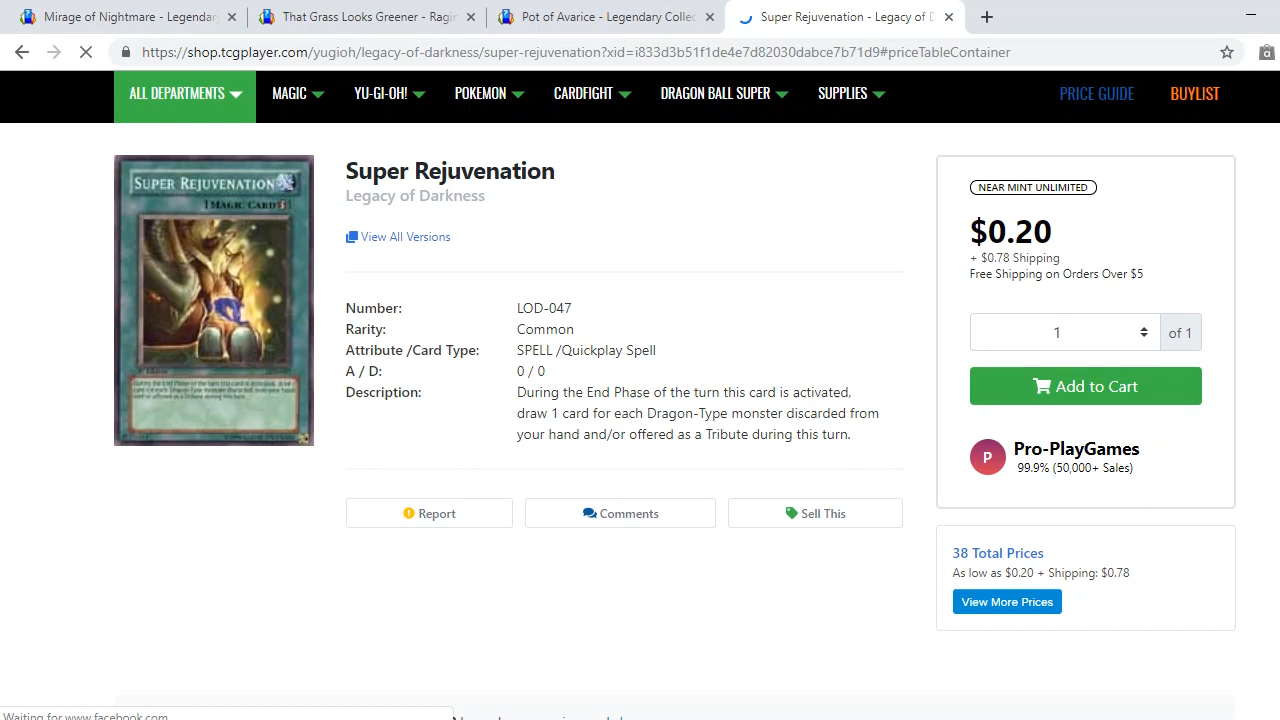 Mirage of Nightmare - Legendar
That Grass Looks Greener - Ragin
Pot of Avarice - Legendary Collec
Super Rejuvenation - Legacy of D
https://shop.tcgplayer.com/yugioh/legacy-of-darkness/super-rejuvenation?xid=i833d3b51f1de4e7d82030dabce7b71d9#priceTableContainer
ALL DEPARTMENTS MAGIC YU-GI-OH! POKEMON CARDFIGHT DRAGON BALL SUPER SUPPLIES PRICE GUIDE BUYLIST
SUPER REJUVENATION
[MAGIC CARD
Super Rejuvenation
Legacy of Darkness
View All Versions
Number: LOD-047
Rarity: Common
Attribute /Card Type: SPELL /Quickplay Spell
A / D: 0 / 0
Description: During the End Phase of the turn this card is activated,
draw 1 card for each Dragon-Type monster discarded from
your hand and/or offered as a Tribute during this turn.
Report Comments Sell This
NEAR MINT UNLIMITED
$0.20
+ $0.78 Shipping
Free Shipping on Orders Over $5
1 of 1
Add to Cart
P Pro-PlayGames
99.9% (50,000+ Sales)
38 Total Prices
As low as $0.20 + Shipping: $0.78
View More Prices
Waiting for www.facebook.com